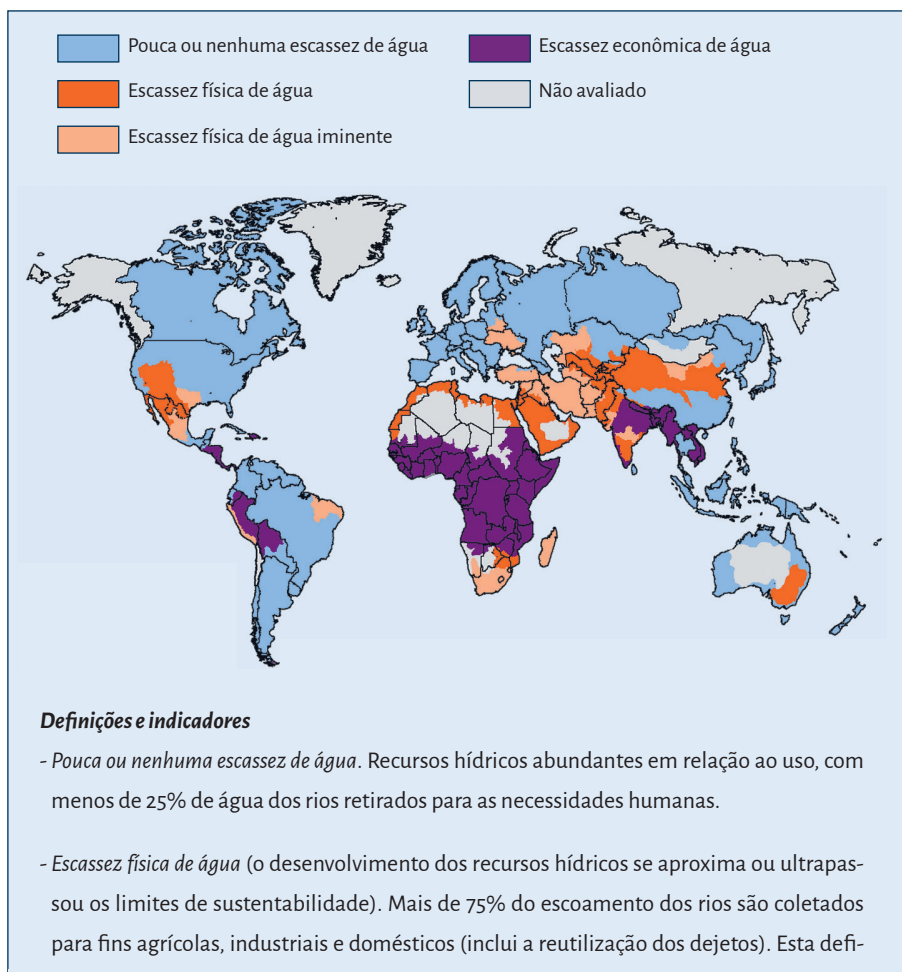 Pouca ou nenhuma escassez de água
Escassez econômica de água
Escassez física de água
Não avaliado
Escassez física de água iminente
Definições e indicadores
- Pouca ou nenhuma escassez de água. Recursos hídricos abundantes em relação ao uso, com
menos de 25% de água dos rios retirados para as necessidades humanas.
- Escassez física de água (o desenvolvimento dos recursos hídricos se aproxima ou ultrapas-
sou os limites de sustentabilidade). Mais de 75% do escoamento dos rios são coletados
para fins agrícolas, industriais e domésticos (inclui a reutilização dos dejetos). Esta defi-